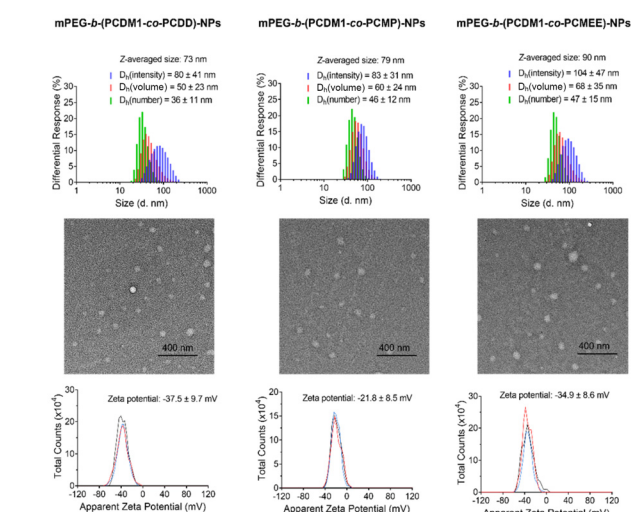 mPEG-b-(PCDM1-co-PCDD)-NPs
mPEG-b-(PCDM1-co-PCMP)-NPs
mPEG-b-(PCDM1-co-PCMEE)-NPs
Z-averaged size: 73 nm
Dh(intensity) = 80 ± 41 nm
Dh(volume) = 50 ± 23 nm
Dh(number) = 36 ± 11 nm
Differential Response (%)
30
25
20
15
10
5
0
1 10 100 1000
Size (d. nm)
Z-averaged size: 79 nm
Dh(intensity) = 83 ± 31 nm
Dh(volume) = 60 ± 24 nm
Dh(number) = 46 ± 12 nm
Differential Response (%)
30
25
20
15
10
5
0
1 10 100 1000
Size (d. nm)
Z-averaged size: 90 nm
Dh(intensity) = 104 ± 47 nm
Dh(volume) = 68 ± 35 nm
Dh(number) = 47 ± 15 nm
Differential Response (%)
30
25
20
15
10
5
0
1 10 100 1000
Size (d. nm)
400 nm
400 nm
400 nm
Zeta potential: -37.5 ± 9.7 mV
Total Counts (x10⁴)
30
20
10
0
-120 -80 -40 0 40 80 120
Apparent Zeta Potential (mV)
Zeta potential: -21.8 ± 8.5 mV
Total Counts (x10⁴)
20
15
10
5
0
-120 -80 -40 0 40 80 120
Apparent Zeta Potential (mV)
Zeta potential: -34.9 ± 8.6 mV
Total Counts (x10⁴)
30
20
10
0
-120 -80 -40 0 40 80 120
Apparent Zeta Potential (mV)